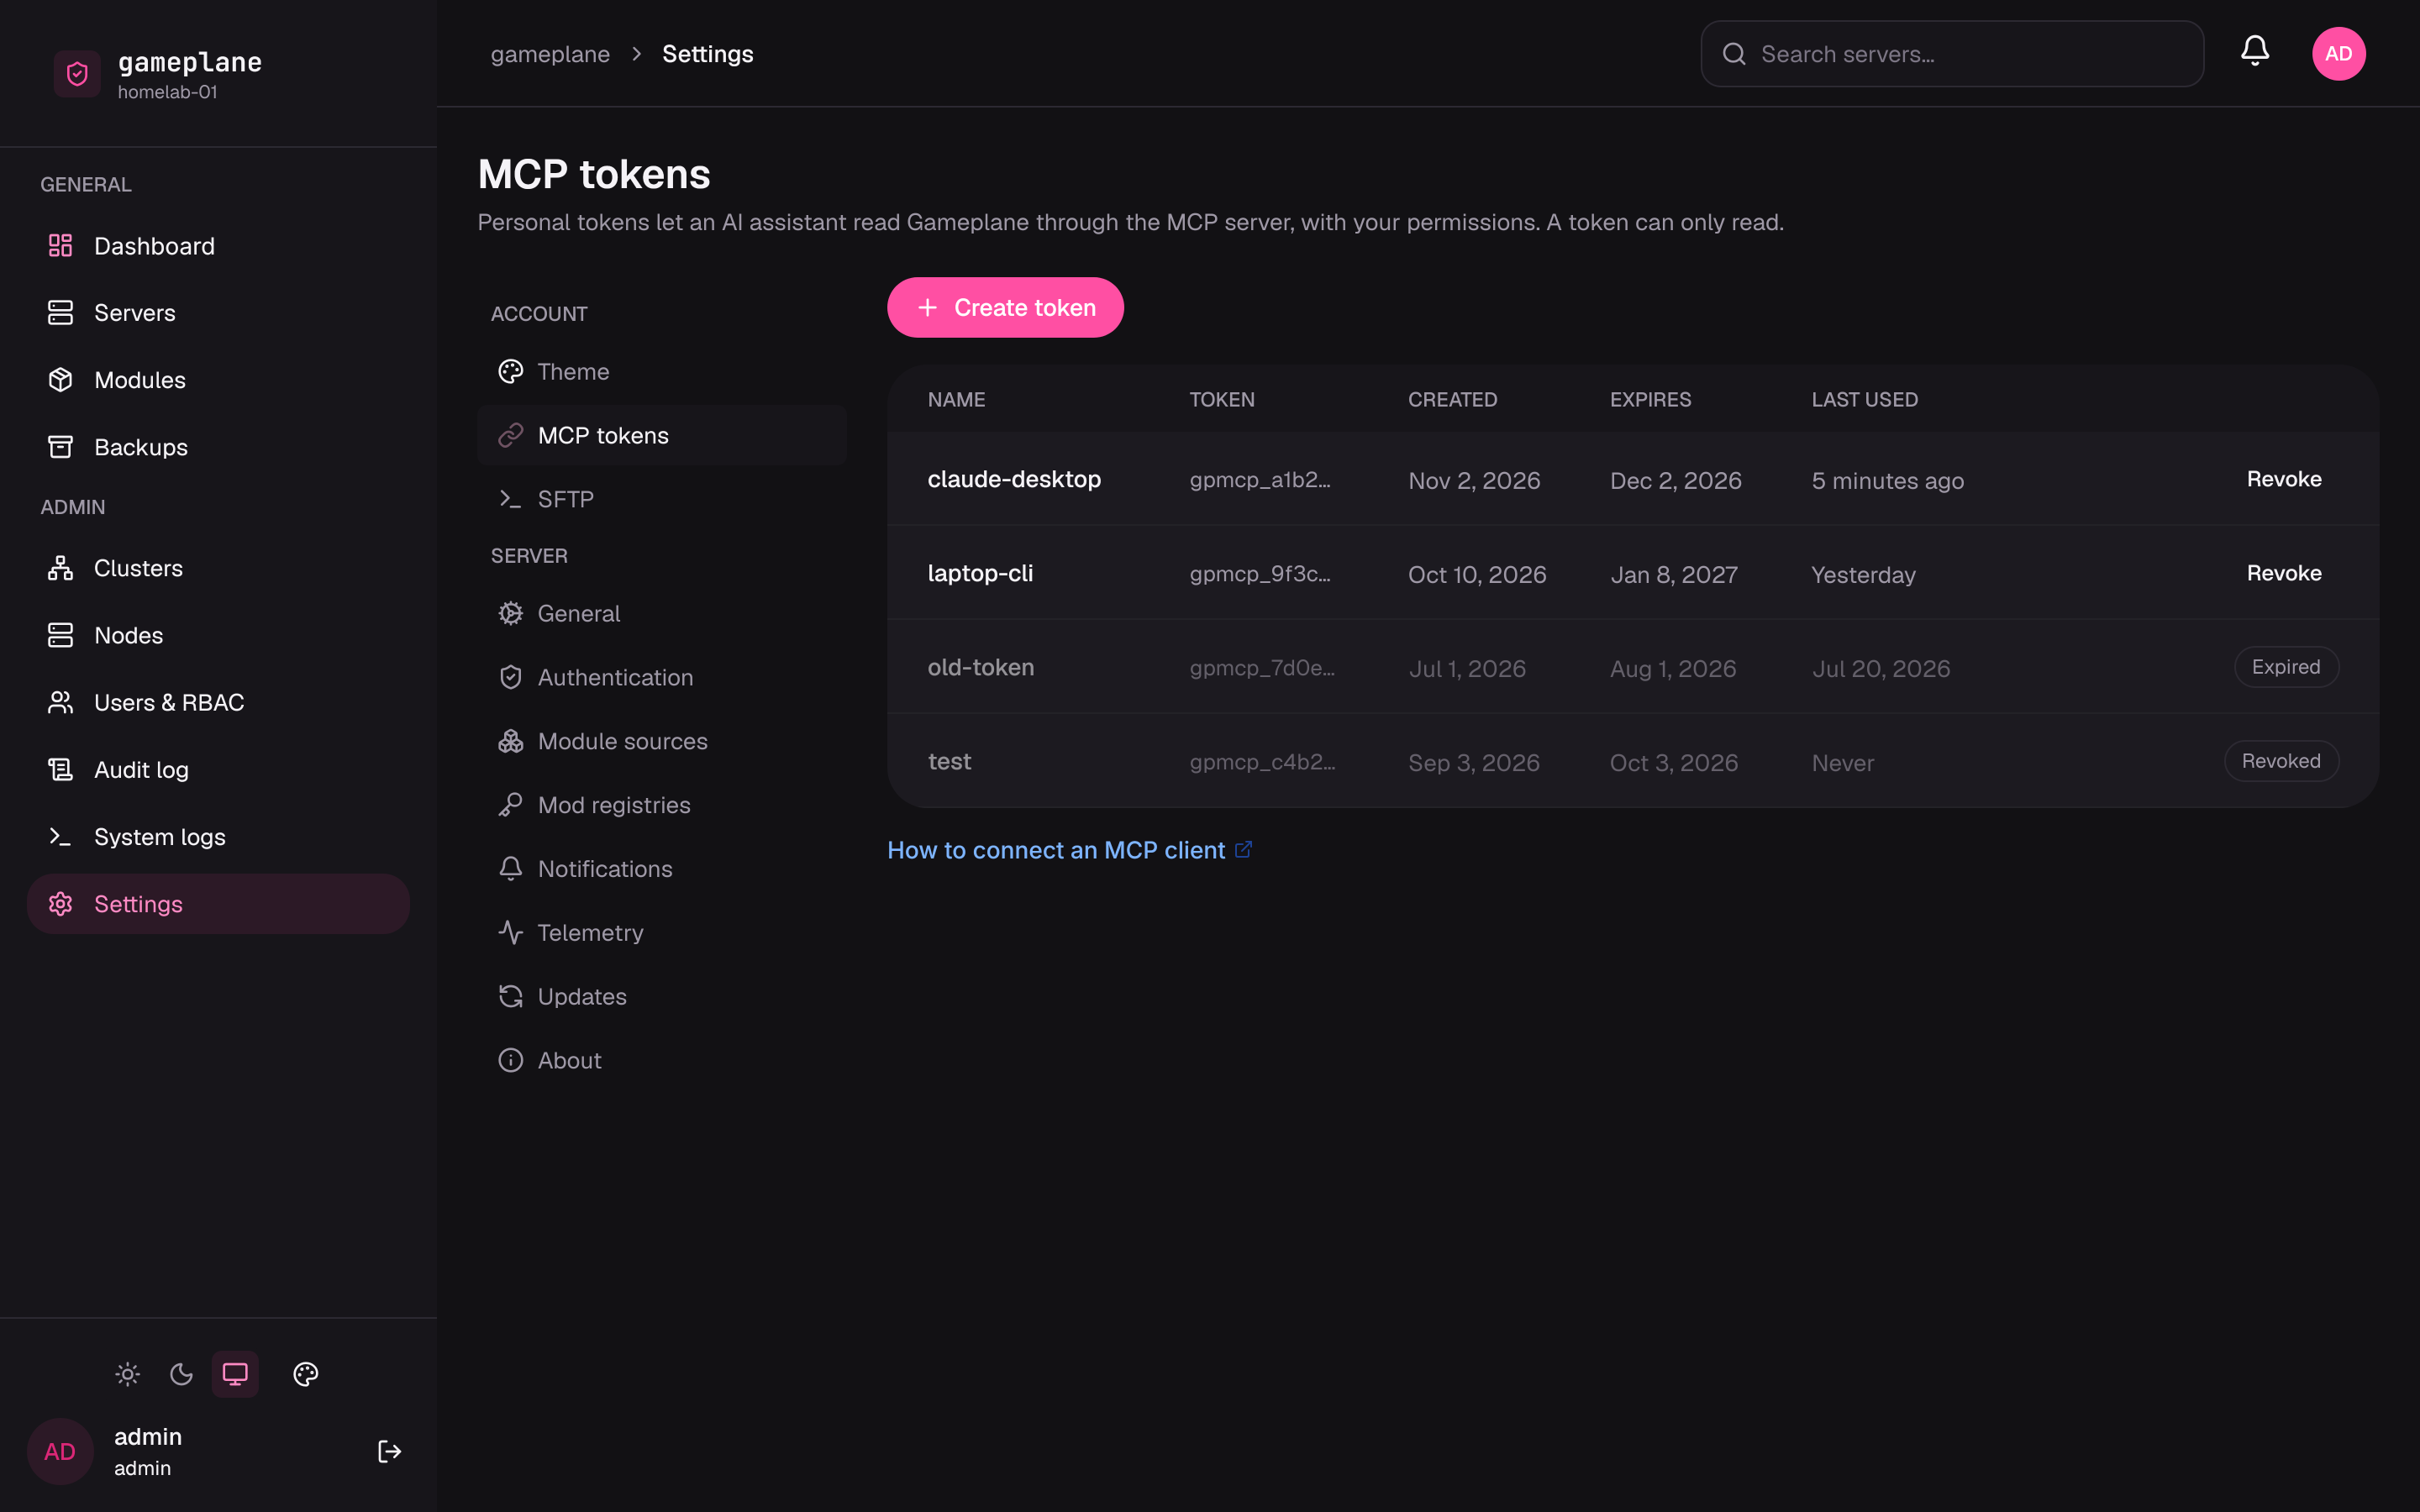 gameplane
homelab-01
GENERAL
Dashboard
Servers
Modules
Backups
ADMIN
Clusters
Nodes
Users & RBAC
Audit log
System logs
Settings
AD
admin
admin
gameplane > Settings
Search servers...
AD
MCP tokens
Personal tokens let an AI assistant read Gameplane through the MCP server, with your permissions. A token can only read.
ACCOUNT
Theme
MCP tokens
SFTP
SERVER
General
Authentication
Module sources
Mod registries
Notifications
Telemetry
Updates
About
Create token
NAME TOKEN CREATED EXPIRES LAST USED
claude-desktop gpmcp_a1b2... Nov 2, 2026 Dec 2, 2026 5 minutes ago Revoke
laptop-cli gpmcp_9f3c... Oct 10, 2026 Jan 8, 2027 Yesterday Revoke
old-token gpmcp_7d0e... Jul 1, 2026 Aug 1, 2026 Jul 20, 2026 Expired
test gpmcp_c4b2... Sep 3, 2026 Oct 3, 2026 Never Revoked
How to connect an MCP client